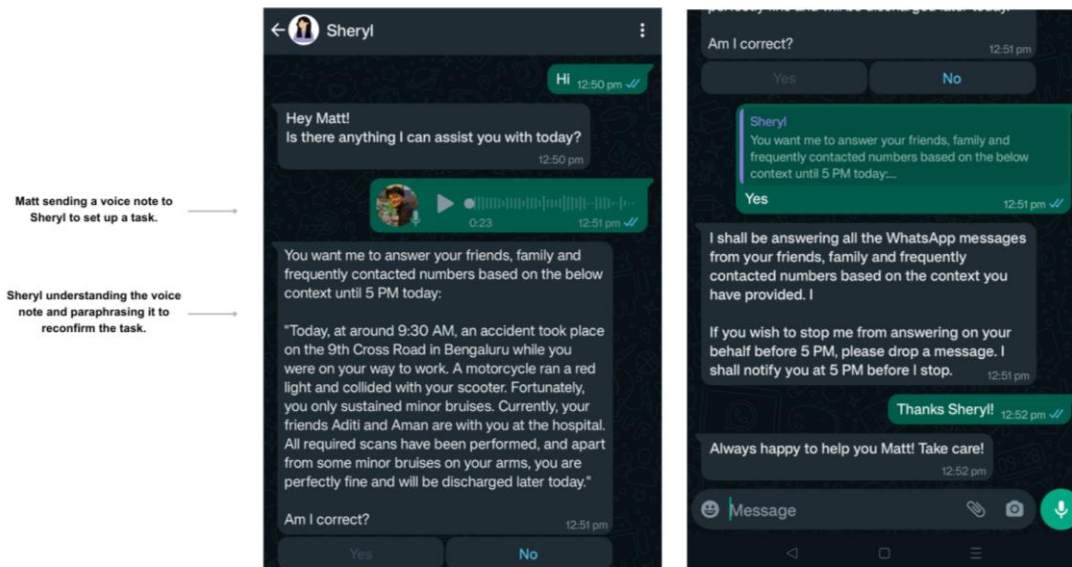 Sheryl
Hi 12:50 pm
Hey Matt!
Is there anything I can assist you with today?
12:50 pm
Matt sending a voice note to
Sheryl to set up a task.
0:23 12:51 pm
Sheryl understanding the voice
note and paraphrasing it to
reconfirm the task.
You want me to answer your friends, family and
frequently contacted numbers based on the below
context until 5 PM today:
"Today, at around 9:30 AM, an accident took place
on the 9th Cross Road in Bengaluru while you
were on your way to work. A motorcycle ran a red
light and collided with your scooter. Fortunately,
you only sustained minor bruises. Currently, your
friends Aditi and Aman are with you at the hospital.
All required scans have been performed, and apart
from some minor bruises on your arms, you are
perfectly fine and will be discharged later today."
Am I correct?
12:51 pm
Yes No
perfectly fine and will be discharged later today."
Am I correct?
12:51 pm
Yes No
Sheryl
You want me to answer your friends, family and
frequently contacted numbers based on the below
context until 5 PM today:...
Yes 12:51 pm
I shall be answering all the WhatsApp messages
from your friends, family and frequently
contacted numbers based on the context you
have provided. I
If you wish to stop me from answering on your
behalf before 5 PM, please drop a message. I
shall notify you at 5 PM before I stop.
12:51 pm
Thanks Sheryl! 12:52 pm
Always happy to help you Matt! Take care!
12:52 pm
Message